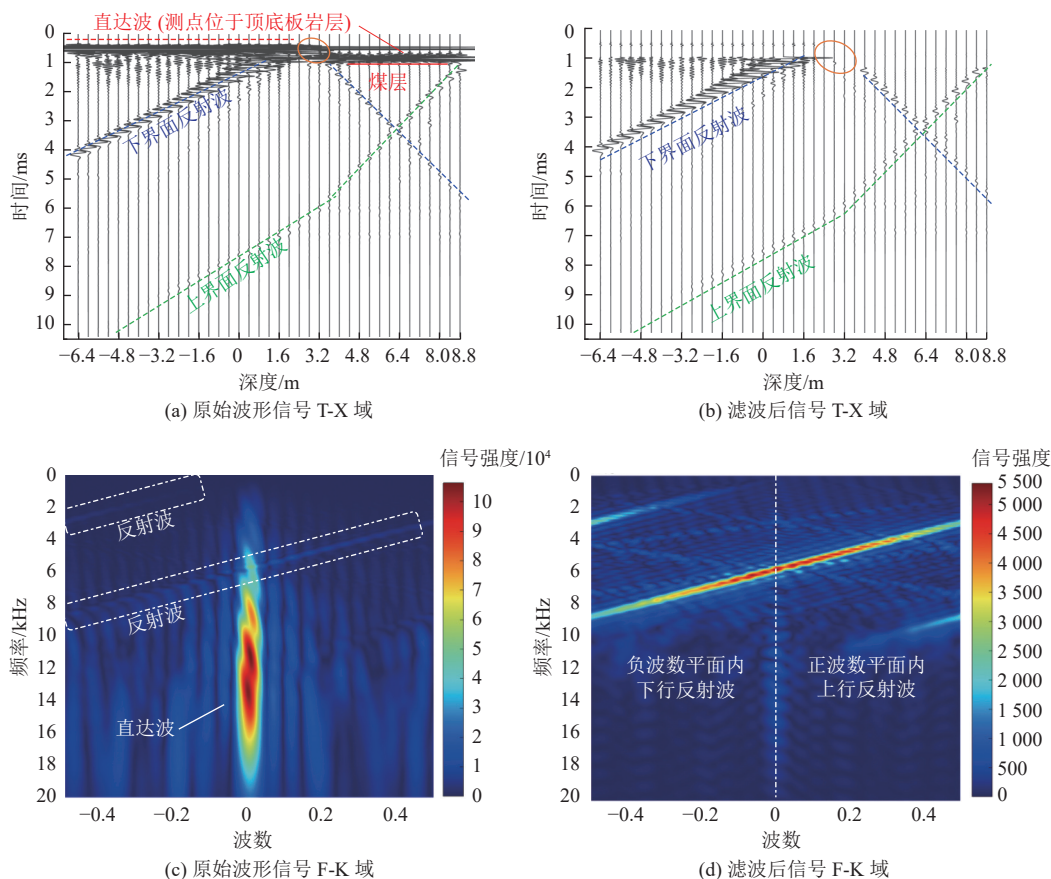 直达波 (测点位于顶底板岩层)
0
1
2
3
4
5
6
7
8
9
10
时间/ms
煤层
下界面反射波
上界面反射波
−6.4 −4.8 −3.2 −1.6 0 1.6 3.2 4.8 6.4 8.0 8.8
深度/m
(a) 原始波形信号 T-X 域
0
1
2
3
4
5
6
7
8
9
10
时间/ms
下界面反射波
上界面反射波
−6.4 −4.8 −3.2 −1.6 0 1.6 3.2 4.8 6.4 8.0 8.8
深度/m
(b) 滤波后信号 T-X 域
信号强度/10⁴
0
2
4
6
8
10
12
14
16
18
20
频率/kHz
反射波
反射波
直达波
10
9
8
7
6
5
4
3
2
1
0
−0.4 −0.2 0 0.2 0.4
波数
(c) 原始波形信号 F-K 域
信号强度
0
2
4
6
8
10
12
14
16
18
20
频率/kHz
负波数平面内
下行反射波
正波数平面内
上行反射波
5 500
5 000
4 500
4 000
3 500
3 000
2 500
2 000
1 500
1 000
500
0
−0.4 −0.2 0 0.2 0.4
波数
(d) 滤波后信号 F-K 域